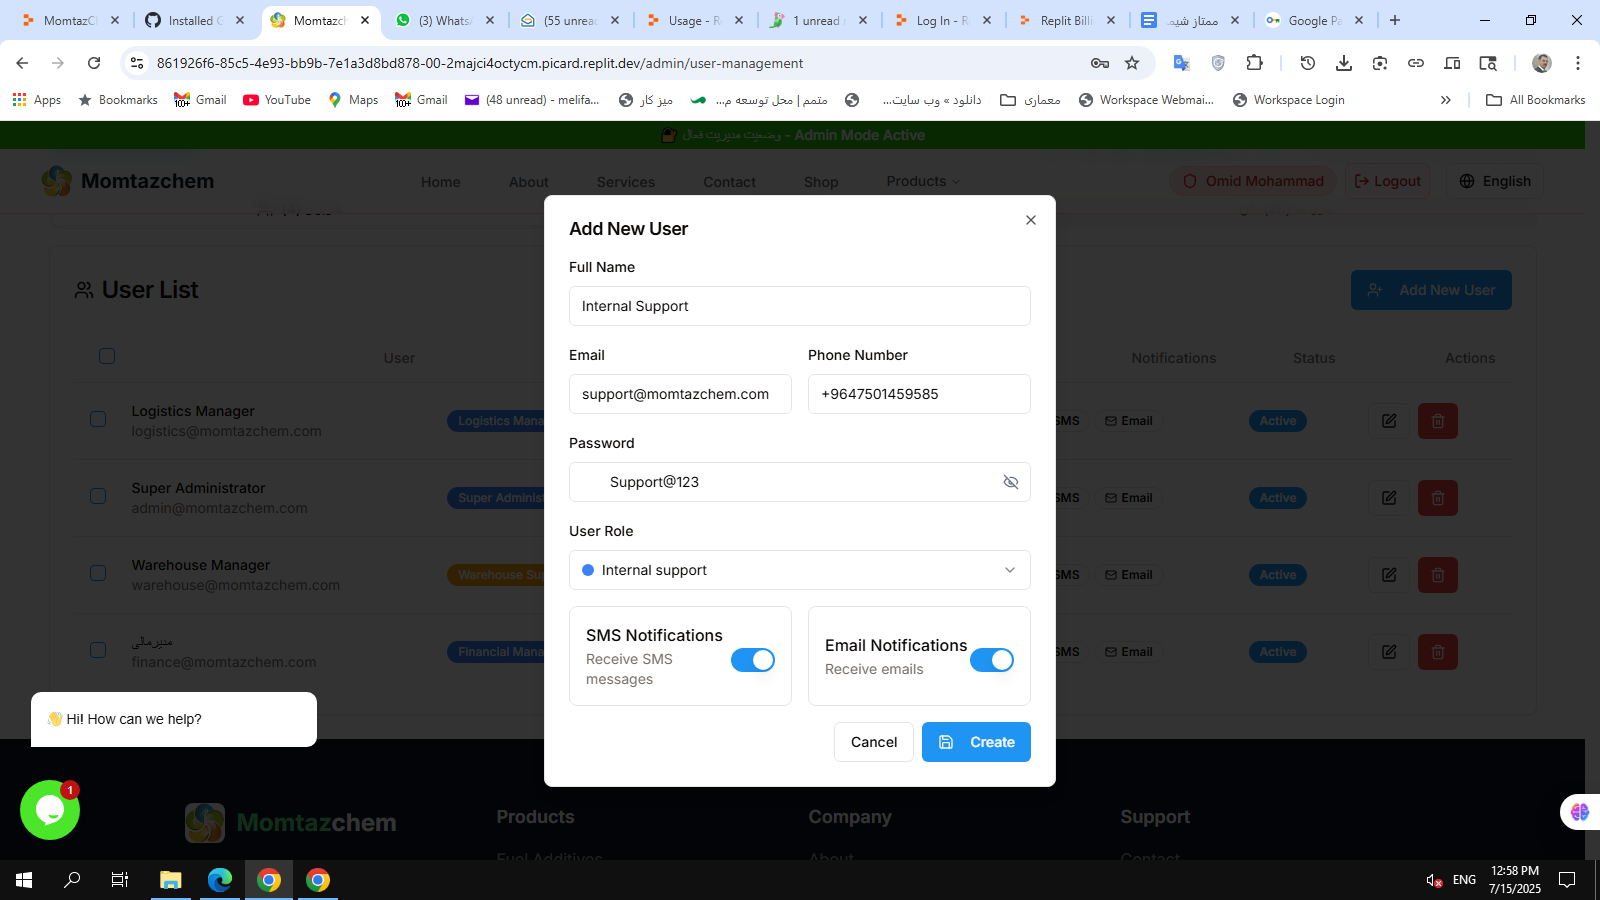 MomtazCh
Installed G
Momtazch
(3) Whats
(55 unrea
Usage - R
1 unread
Log In - R
Replit Billi
ممتاز شیمی
Google Pa
861926f6-85c5-4e93-bb9b-7e1a3d8bd878-00-2majci4octycm.picard.replit.dev/admin/user-management
Apps
Bookmarks
Gmail
YouTube
Maps
Gmail
(48 unread) - melifa...
میز کار
متمم | محل توسعه م...
دانلود » وب سایت...
معماری
Workspace Webmai...
Workspace Login
»
All Bookmarks
وضعیت مدیریت فعال - Admin Mode Active
Momtazchem
Home
About
Services
Contact
Shop
Products
Omid Mohammad
Logout
English
Add New User
Full Name
Internal Support
Email
Phone Number
support@momtazchem.com
+9647501459585
Password
Support@123
User Role
Internal support
SMS Notifications
Receive SMS
messages
Email Notifications
Receive emails
Cancel
Create
User List
Add New User
User
Notifications
Status
Actions
Logistics Manager
logistics@momtazchem.com
Logistics Mana
SMS
Email
Active
Super Administrator
admin@momtazchem.com
Super Administ
SMS
Email
Active
Warehouse Manager
warehouse@momtazchem.com
Warehouse Sup
SMS
Email
Active
مدیرمالی
finance@momtazchem.com
Financial Mana
SMS
Email
Active
👋 Hi! How can we help?
1
Momtazchem
Products
Company
Support
Fuel Additives
About
Contact
ENG
12:58 PM
7/15/2025